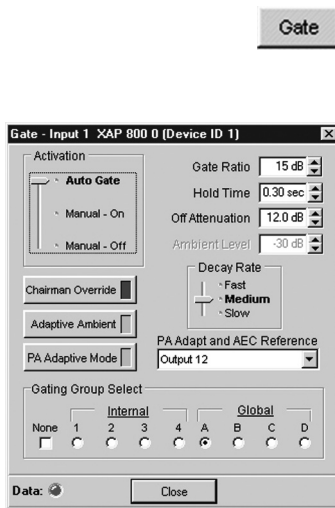 Gate
Gate - Input 1 XAP 800 0 (Device ID 1)
Activation
Auto Gate
Manual - On
Manual - Off
Gate Ratio 15 dB
Hold Time 0.30 sec
Off Attenuation 12.0 dB
Ambient Level -30 dB
Chairman Override
Adaptive Ambient
PA Adaptive Mode
Decay Rate
Fast
Medium
Slow
PA Adapt and AEC Reference
Output 12
Gating Group Select
Internal Global
None 1 2 3 4 A B C D
Data: Close